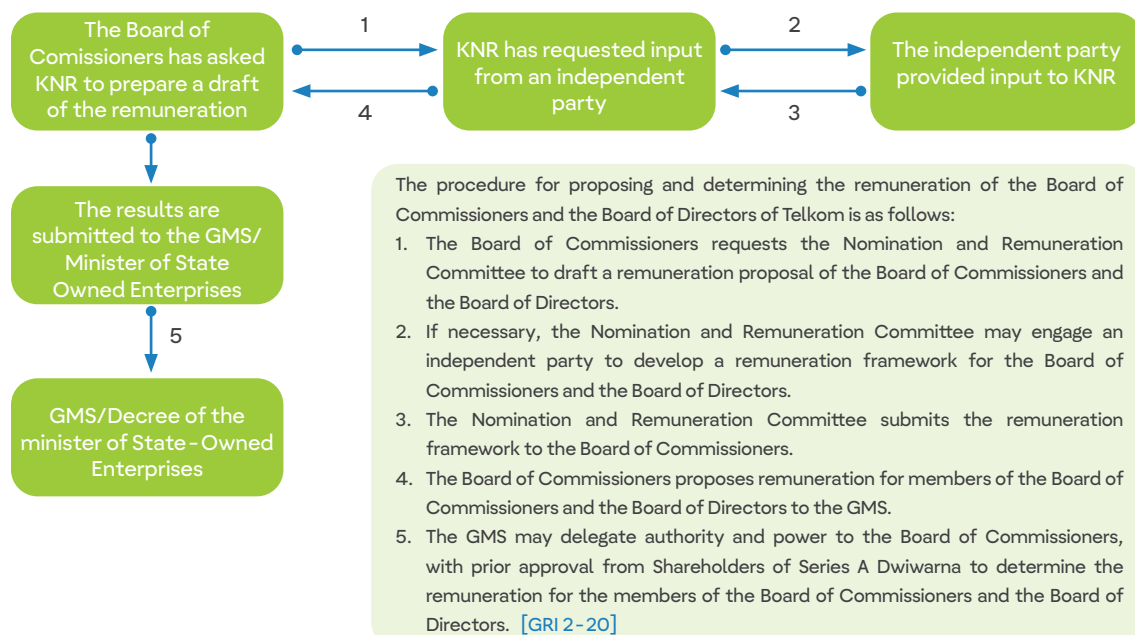 The Board of
Comissioners has asked
KNR to prepare a draft
of the remuneration
1
4
KNR has requested input
from an independent
party
2
3
The independent party
provided input to KNR
The results are
submitted to the GMS/
Minister of State
Owned Enterprises
5
GMS/Decree of the
minister of State-Owned
Enterprises
The procedure for proposing and determining the remuneration of the Board of
Commissioners and the Board of Directors of Telkom is as follows:
1. The Board of Commissioners requests the Nomination and Remuneration
Committee to draft a remuneration proposal of the Board of Commissioners and
the Board of Directors.
2. If necessary, the Nomination and Remuneration Committee may engage an
independent party to develop a remuneration framework for the Board of
Commissioners and the Board of Directors.
3. The Nomination and Remuneration Committee submits the remuneration
framework to the Board of Commissioners.
4. The Board of Commissioners proposes remuneration for members of the Board of
Commissioners and the Board of Directors to the GMS.
5. The GMS may delegate authority and power to the Board of Commissioners,
with prior approval from Shareholders of Series A Dwiwarna to determine the
remuneration for the members of the Board of Commissioners and the Board of
Directors. [GRI 2-20]